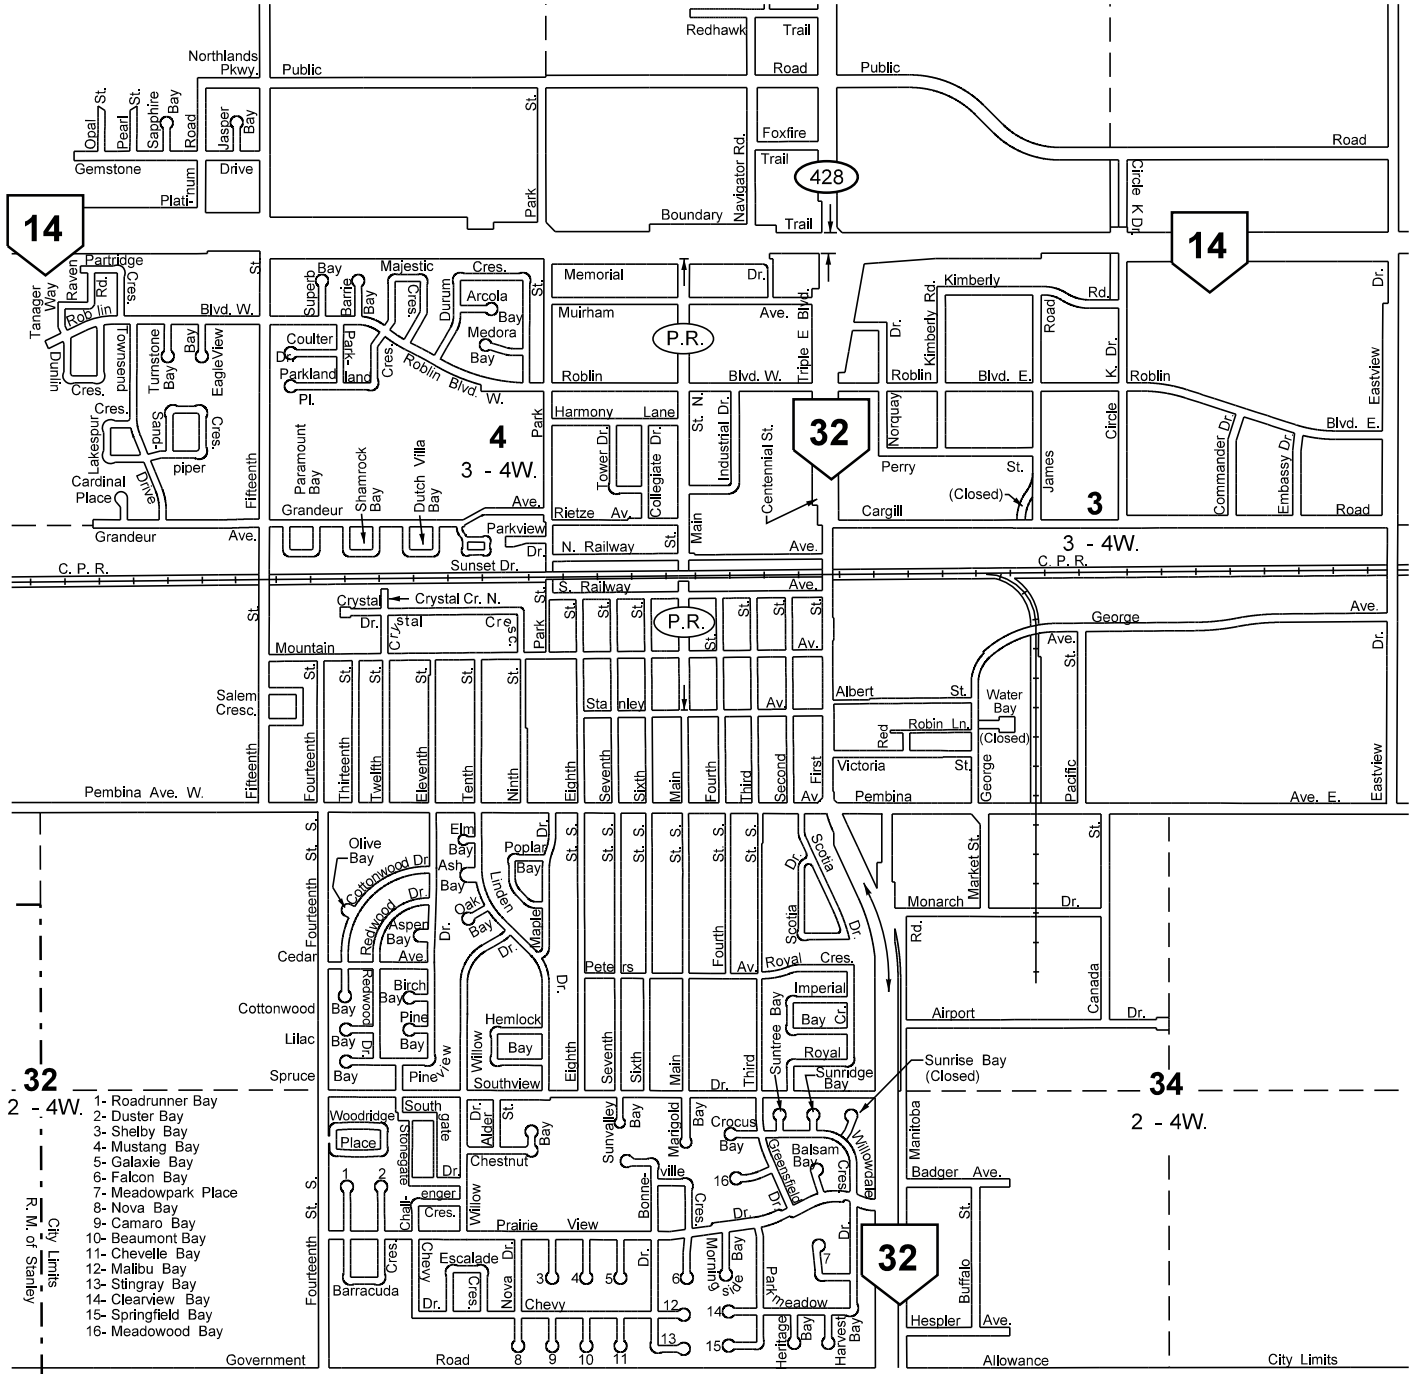 Redhawk Trail
Northlands
Pkwy. Public Road Public
Opal St.
Pearl St.
Sapphire Bay
Road
Jasper Bay
St.
Navigator Rd.
Foxfire
Trail
Road
Gemstone Drive
Plati-
num
Park
428
Boundary Trail
Circle K Dr.
14
14
Partridge
Cres.
Raven
Rd.
Tanager Way
Roblin Blvd. W.
St.
Superb Bay
Barrie Bay
Majestic
Cres.
Durum
Cres.
Arcola
Bay
Medora
Bay
St.
Memorial Dr.
Muirham Ave.
P.R.
Triple E Blvd.
Kimberly Rd.
Kimberly Rd.
Dr.
Road
K. Dr.
Dr.
Dunlin
Cres.
Townsend
Turnstone Bay
EagleView Bay
Coulter
Dr.
Parkland
Pl.
Park-
land
Cres.
Roblin Blvd. W.
Roblin Blvd. W.
Roblin Blvd. E.
Roblin
Blvd. E.
Eastview
Lakespur
Cres.
Sand-
piper
Cres.
Drive
Cardinal
Place
Fifteenth
Paramount Bay
Shamrock Bay
Dutch Villa Bay
4
3 - 4W.
Park
Harmony Lane
Tower Dr.
Collegiate Dr.
St. N.
Industrial Dr.
Centennial St.
32
Norquay
Perry St.
(Closed)
Cargill Road
James
Circle
3
3 - 4W.
Commander Dr.
Embassy Dr.
Grandeur Ave.
Grandeur Ave.
Parkview
Dr.
Rietze Av.
N. Railway St. Ave.
Main
Sunset Dr.
C. P. R.
C. P. R.
S. Railway Ave.
Crystal
Dr.
Crystal Cr. N.
Crystal
Cresc.
Mountain
St.
Park St.
St.
St.
St.
P.R.
St.
St.
St.
Av.
George Ave.
Ave.
St.
Dr.
Salem
Cresc.
St.
St.
St.
St.
St.
St.
Stanley Av.
Albert St.
Water
Bay
(Closed)
Red
Robin Ln.
Victoria St.
George
Pacific
Eastview
Fifteenth
Fourteenth
Thirteenth
Twelfth
Eleventh
Tenth
Ninth
Eighth
Seventh
Sixth
Main
Fourth
Third
Second
First
Pembina Ave. W.
Av.
Pembina Ave. E.
Olive
Bay
Fourteenth St. S.
Cottonwood Dr.
Redwood Dr.
Aspen
Bay
Elm
Bay
Ash
Bay
Oak
Bay
Linden
Dr.
Poplar
Bay
Dr.
Maple
St. S.
St. S.
St. S.
St. S.
Fourth St. S.
St. S.
Scotia Dr.
Scotia Dr.
Monarch Dr.
Market St.
St.
Canada
Rd.
Cedar Ave.
Dr.
Peters Av.
Royal Cres.
Cottonwood
Bay
Lilac
Bay
Spruce
Bay
Redwood Dr.
Birch
Bay
Pine
Bay
Pineview
Dr.
Willow
Hemlock
Bay
Southview Dr.
Dr.
Eighth
Seventh
Sixth
Main
Third
Suntree Bay
Imperial
Bay
Cr.
Royal
Sunridge
Bay
Sunrise Bay
(Closed)
Airport Dr.
32
2 - 4W.
34
2 - 4W.
1- Roadrunner Bay
2- Duster Bay
3- Shelby Bay
4- Mustang Bay
5- Galaxie Bay
6- Falcon Bay
7- Meadowpark Place
8- Nova Bay
9- Camaro Bay
10- Beaumont Bay
11- Chevelle Bay
12- Malibu Bay
13- Stingray Bay
14- Clearview Bay
15- Springfield Bay
16- Meadowood Bay
City Limits
R. M. of Stanley
Fourteenth St. S.
Woodridge
Place
1
2
Stonegate
South
gate
Dr.
Chall-
enger
Cres.
Dr.
Alder
St.
Bay
Chestnut
Willow
Sunvalley Bay
Marigold Bay
Crocus
Bay
16
Bonne-
ville
Cres.
Greensfield
Dr.
Balsam
Bay
Cres.
Willowdale
Manitoba
Badger Ave.
St.
Buffalo
Hespler Ave.
Prairie View Dr.
Cres.
Barracuda
Chevy
Dr.
Escalade
Cres.
Nova Dr.
Chevy
Dr.
3
4
5
6
Morning
side
Bay
7
Dr.
32
Park
meadow
12
13
14
15
Heritage Bay
Harvest Bay
8
9
10
11
Government Road Allowance City Limits